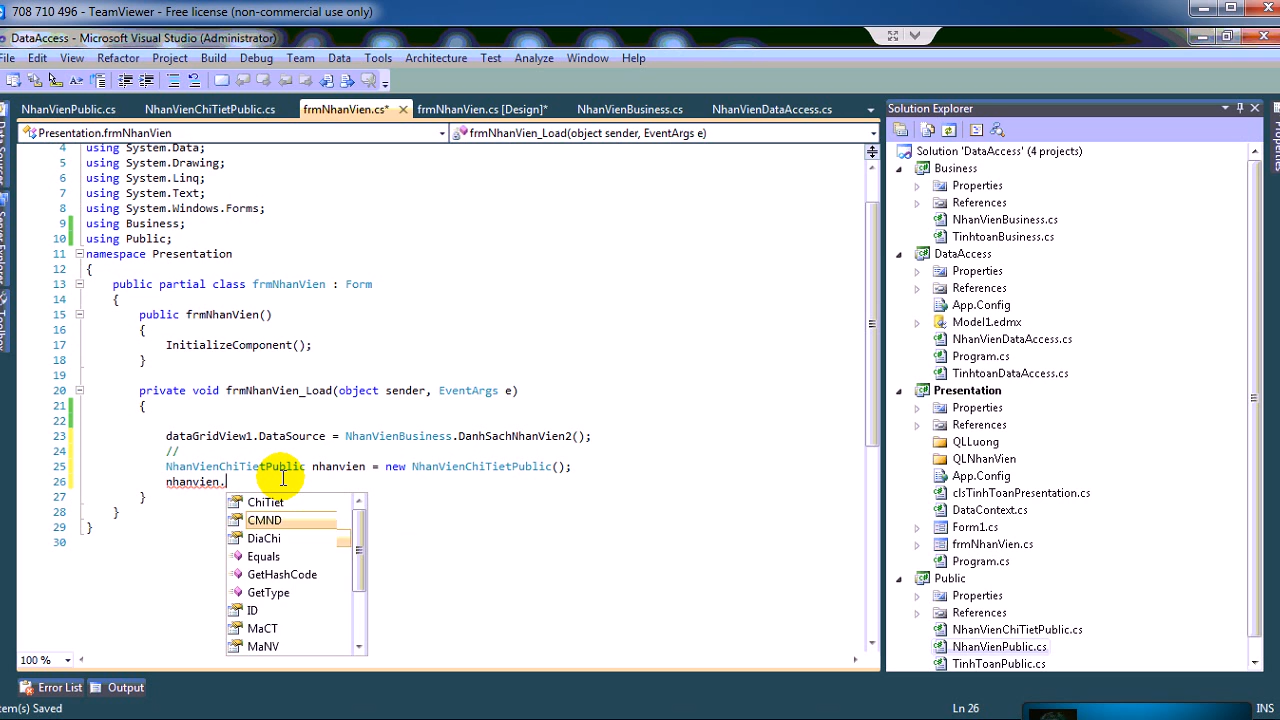 708 710 496 - TeamViewer - Free license (non-commercial use only)
DataAccess - Microsoft Visual Studio (Administrator)
File Edit View Refactor Project Build Debug Team Data Tools Architecture Test Analyze Window Help
NhanVienPublic.cs NhanVienChiTietPublic.cs frmNhanVien.cs* frmNhanVien.cs [Design]* NhanVienBusiness.cs NhanVienDataAccess.cs
Presentation.frmNhanVien frmNhanVien_Load(object sender, EventArgs e)
4 using System.Data;
5 using System.Drawing;
6 using System.Linq;
7 using System.Text;
8 using System.Windows.Forms;
9 using Business;
10 using Public;
11 namespace Presentation
12 {
13 public partial class frmNhanVien : Form
14 {
15 public frmNhanVien()
16 {
17 InitializeComponent();
18 }
19
20 private void frmNhanVien_Load(object sender, EventArgs e)
21 {
22
23 dataGridView1.DataSource = NhanVienBusiness.DanhSachNhanVien2();
24 //
25 NhanVienChiTietPublic nhanvien = new NhanVienChiTietPublic();
26 nhanvien.
27 }
28 }
29 }
30
ChiTiet
CMND
DiaChi
Equals
GetHashCode
GetType
ID
MaCT
MaNV
100 %
Error List Output
tem(s) Saved
Ln 26
INS
Data Sources
Server Explorer
Toolbox
Solution Explorer
Solution 'DataAccess' (4 projects)
Business
Properties
References
NhanVienBusiness.cs
TinhtoanBusiness.cs
DataAccess
Properties
References
App.Config
Model1.edmx
NhanVienDataAccess.cs
Program.cs
TinhtoanDataAccess.cs
Presentation
Properties
References
QLLuong
QLNhanVien
App.Config
clsTinhToanPresentation.cs
DataContext.cs
Form1.cs
frmNhanVien.cs
Program.cs
Public
Properties
References
NhanVienChiTietPublic.cs
NhanVienPublic.cs
TinhToanPublic.cs
Properties